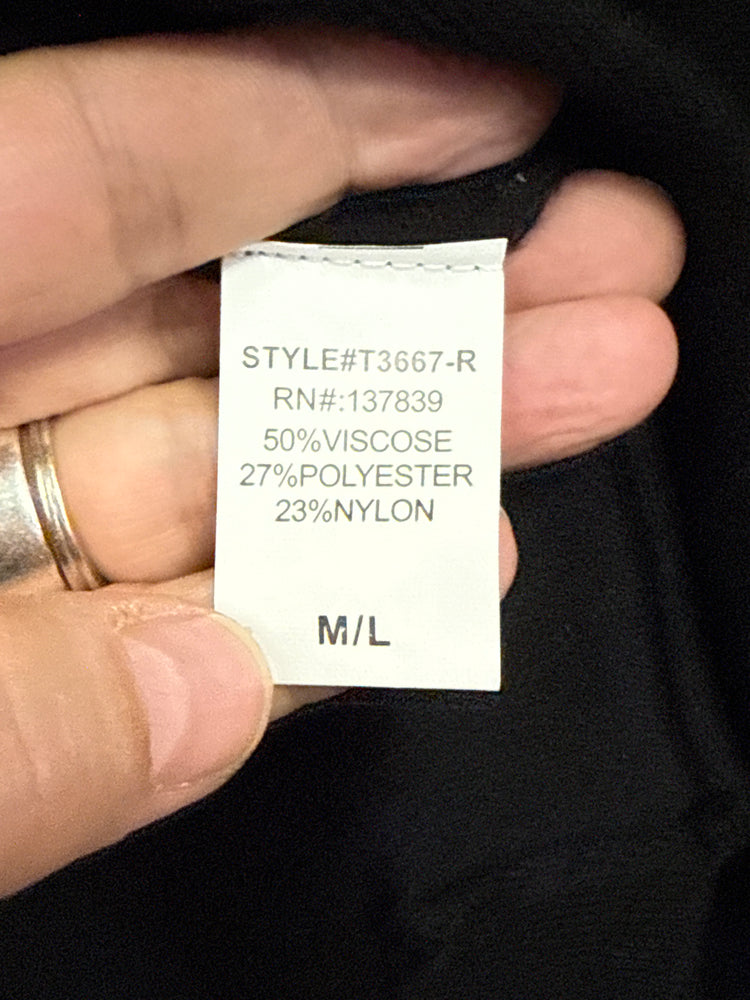 STYLE#T3667-R
RN#:137839
50%VISCOSE
27%POLYESTER
23%NYLON
M/L